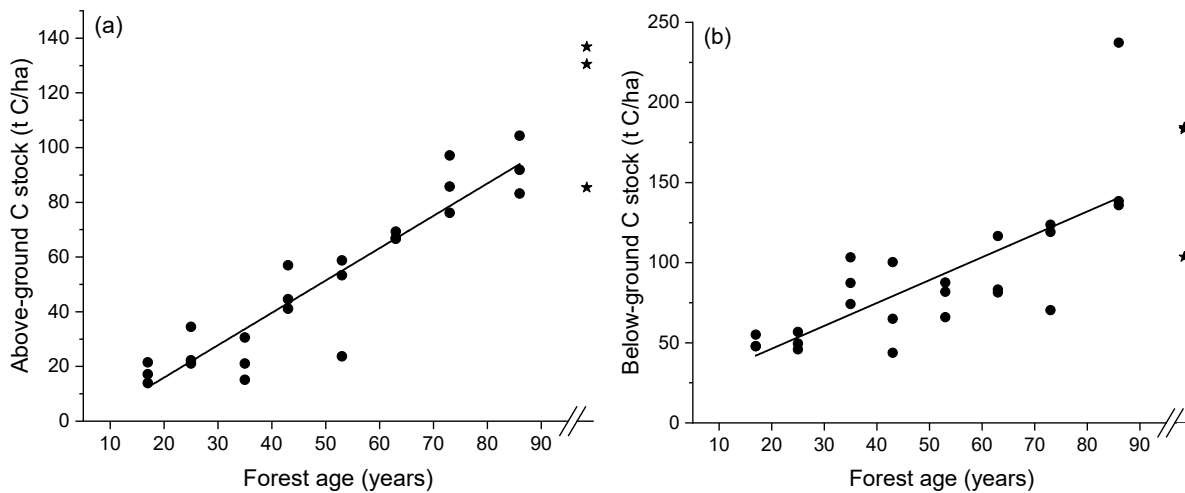 (a)
Above-ground C stock (t C/ha)
140
120
100
80
60
40
20
0
10 20 30 40 50 60 70 80 90
Forest age (years)
(b)
Below-ground C stock (t C/ha)
250
200
150
100
50
0
10 20 30 40 50 60 70 80 90
Forest age (years)